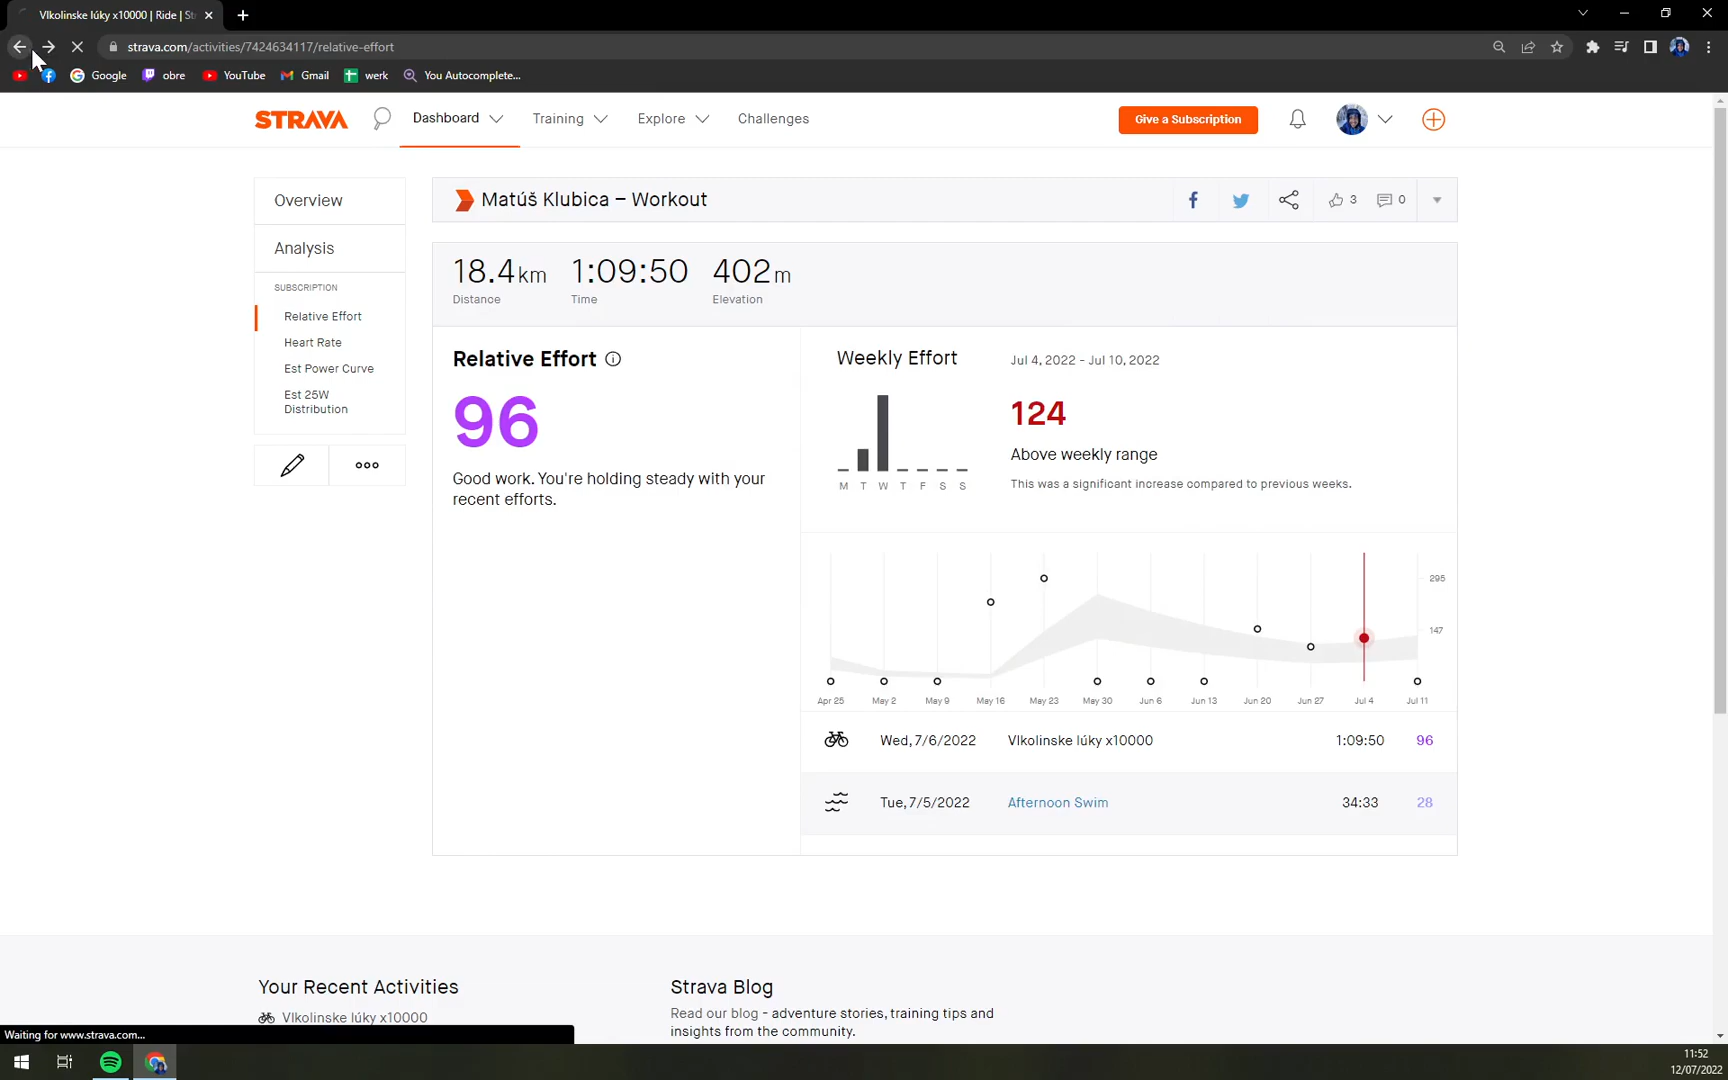 Vlkolinske lúky x10000 | Ride | St
strava.com/activities/7424634117/relative-effort
Google
obre
YouTube
Gmail
werk
You Autocomplete...
STRAVA
Dashboard
Training
Explore
Challenges
Give a Subscription
Overview
Analysis
SUBSCRIPTION
Relative Effort
Heart Rate
Est Power Curve
Est 25W
Distribution
Matúš Klubica – Workout
3
0
18.4km
1:09:50
402m
Distance
Time
Elevation
Relative Effort
96
Good work. You're holding steady with your
recent efforts.
Weekly Effort
Jul 4, 2022 - Jul 10, 2022
124
Above weekly range
This was a significant increase compared to previous weeks.
M T W T F S S
295
147
Apr 25 May 2 May 9 May 16 May 23 May 30 Jun 6 Jun 13 Jun 20 Jun 27 Jul 4 Jul 11
Wed, 7/6/2022 Vlkolinske lúky x10000 1:09:50 96
Tue, 7/5/2022 Afternoon Swim 34:33 28
Your Recent Activities
Vlkolinske lúky x10000
Strava Blog
Read our blog - adventure stories, training tips and
insights from the community.
Waiting for www.strava.com...
11:52
12/07/2022